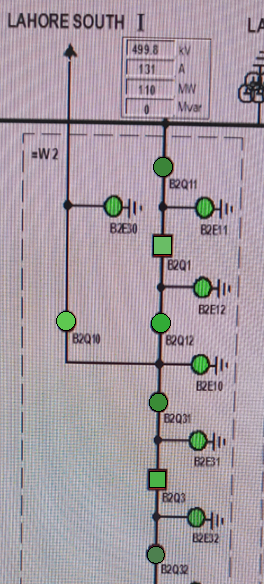 LAHORE SOUTH I
LA
499.8 kV
131 A
110 MW
0 Mvar
=W2
B2Q11
B2E30
B2E11
B2Q1
B2E12
B2Q10
B2Q12
B2E10
B2Q31
B2E31
B2Q3
B2E32
B2Q32